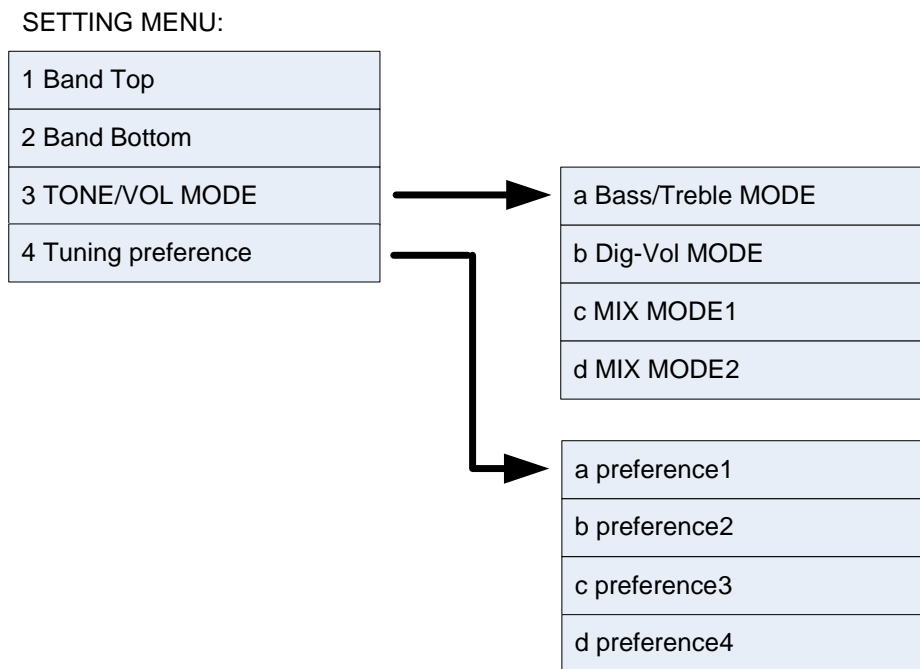 SETTING MENU:
1 Band Top
2 Band Bottom
3 TONE/VOL MODE
4 Tuning preference
a Bass/Treble MODE
b Dig-Vol MODE
c MIX MODE1
d MIX MODE2
a preference1
b preference2
c preference3
d preference4